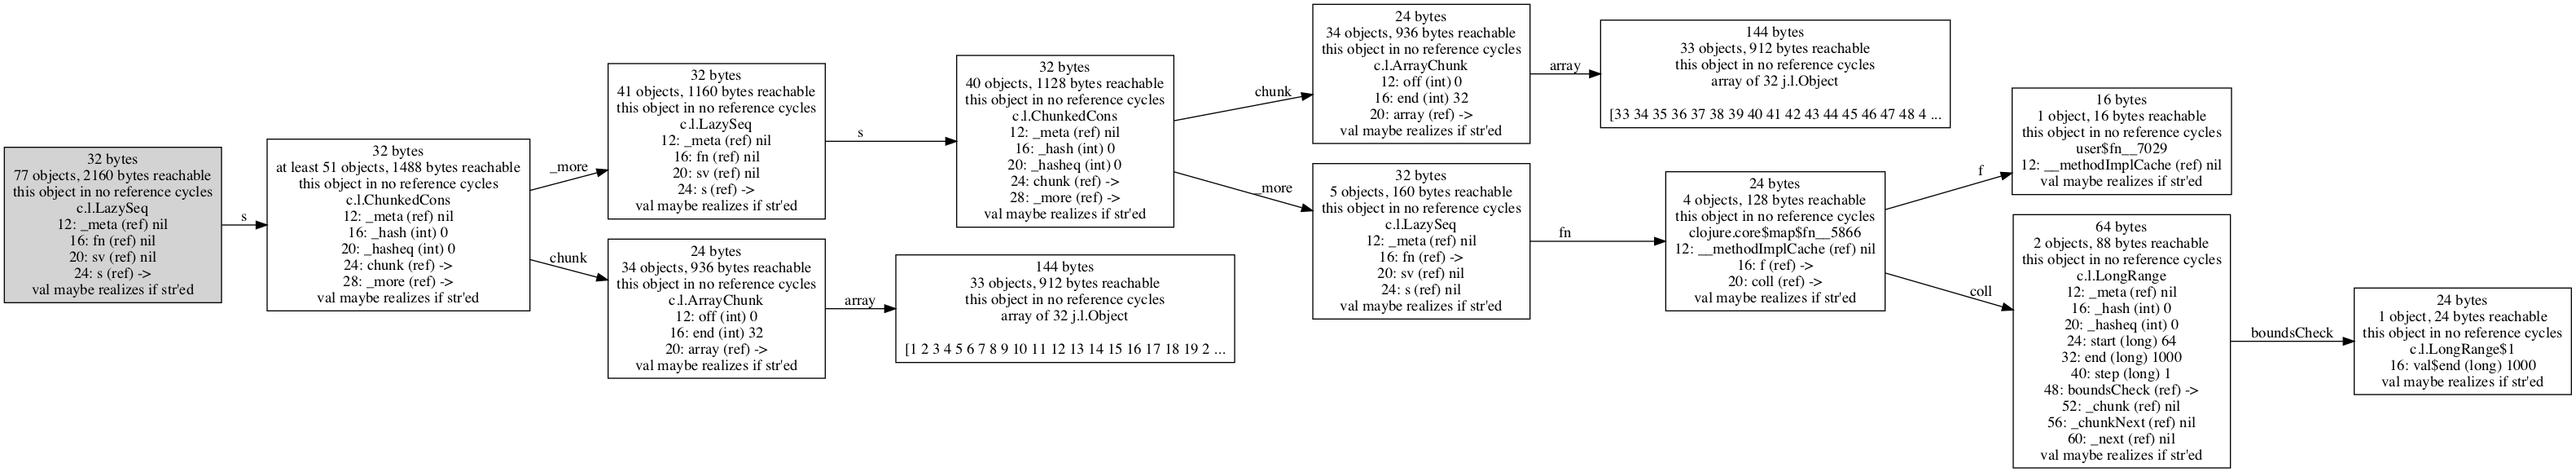 32 bytes
77 objects, 2160 bytes reachable
this object in no reference cycles
c.l.LazySeq
12: _meta (ref) nil
16: fn (ref) nil
20: sv (ref) nil
24: s (ref) ->
val maybe realizes if str'ed
s
32 bytes
at least 51 objects, 1488 bytes reachable
this object in no reference cycles
c.l.ChunkedCons
12: _meta (ref) nil
16: _hash (int) 0
20: _hasheq (int) 0
24: chunk (ref) ->
28: _more (ref) ->
val maybe realizes if str'ed
_more
chunk
32 bytes
41 objects, 1160 bytes reachable
this object in no reference cycles
c.l.LazySeq
12: _meta (ref) nil
16: fn (ref) nil
20: sv (ref) nil
24: s (ref) ->
val maybe realizes if str'ed
s
24 bytes
34 objects, 936 bytes reachable
this object in no reference cycles
c.l.ArrayChunk
12: off (int) 0
16: end (int) 32
20: array (ref) ->
val maybe realizes if str'ed
array
144 bytes
33 objects, 912 bytes reachable
this object in no reference cycles
array of 32 j.l.Object
[1 2 3 4 5 6 7 8 9 10 11 12 13 14 15 16 17 18 19 2 ...
32 bytes
40 objects, 1128 bytes reachable
this object in no reference cycles
c.l.ChunkedCons
12: _meta (ref) nil
16: _hash (int) 0
20: _hasheq (int) 0
24: chunk (ref) ->
28: _more (ref) ->
val maybe realizes if str'ed
chunk
_more
24 bytes
34 objects, 936 bytes reachable
this object in no reference cycles
c.l.ArrayChunk
12: off (int) 0
16: end (int) 32
20: array (ref) ->
val maybe realizes if str'ed
array
144 bytes
33 objects, 912 bytes reachable
this object in no reference cycles
array of 32 j.l.Object
[33 34 35 36 37 38 39 40 41 42 43 44 45 46 47 48 4 ...
32 bytes
5 objects, 160 bytes reachable
this object in no reference cycles
c.l.LazySeq
12: _meta (ref) nil
16: fn (ref) ->
20: sv (ref) nil
24: s (ref) nil
val maybe realizes if str'ed
fn
24 bytes
4 objects, 128 bytes reachable
this object in no reference cycles
clojure.core$map$fn__5866
12: __methodImplCache (ref) nil
16: f (ref) ->
20: coll (ref) ->
val maybe realizes if str'ed
f
coll
16 bytes
1 object, 16 bytes reachable
this object in no reference cycles
user$fn__7029
12: __methodImplCache (ref) nil
val maybe realizes if str'ed
64 bytes
2 objects, 88 bytes reachable
this object in no reference cycles
c.l.LongRange
12: _meta (ref) nil
16: _hash (int) 0
20: _hasheq (int) 0
24: start (long) 64
32: end (long) 1000
40: step (long) 1
48: boundsCheck (ref) ->
52: _chunk (ref) nil
56: _chunkNext (ref) nil
60: _next (ref) nil
val maybe realizes if str'ed
boundsCheck
24 bytes
1 object, 24 bytes reachable
this object in no reference cycles
c.l.LongRange$1
16: val$end (long) 1000
val maybe realizes if str'ed